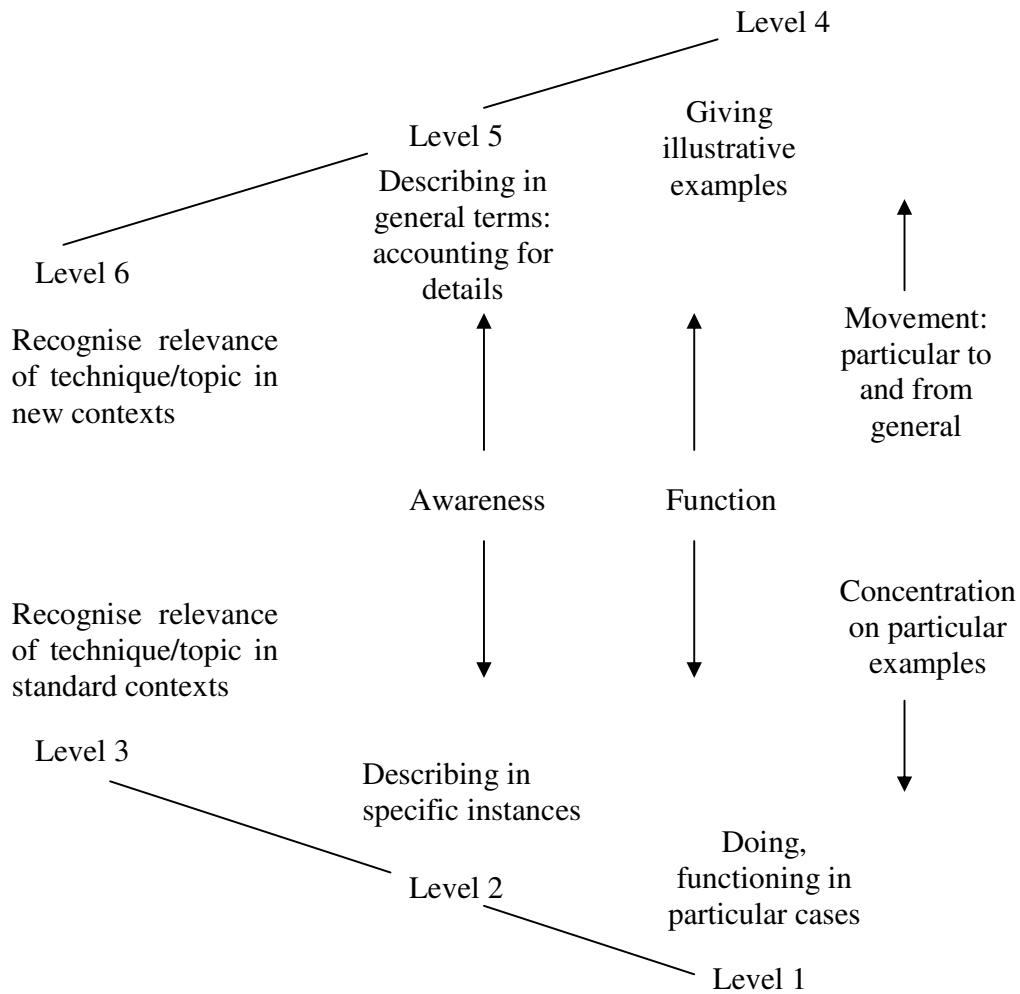 Level 4
Level 5
Giving
illustrative
examples
Describing in
general terms:
accounting for
details
Level 6
Recognise relevance
of technique/topic in
new contexts
Movement:
particular to
and from
general
Awareness
Function
Recognise relevance
of technique/topic in
standard contexts
Concentration
on particular
examples
Level 3
Describing in
specific instances
Level 2
Doing,
functioning in
particular cases
Level 1